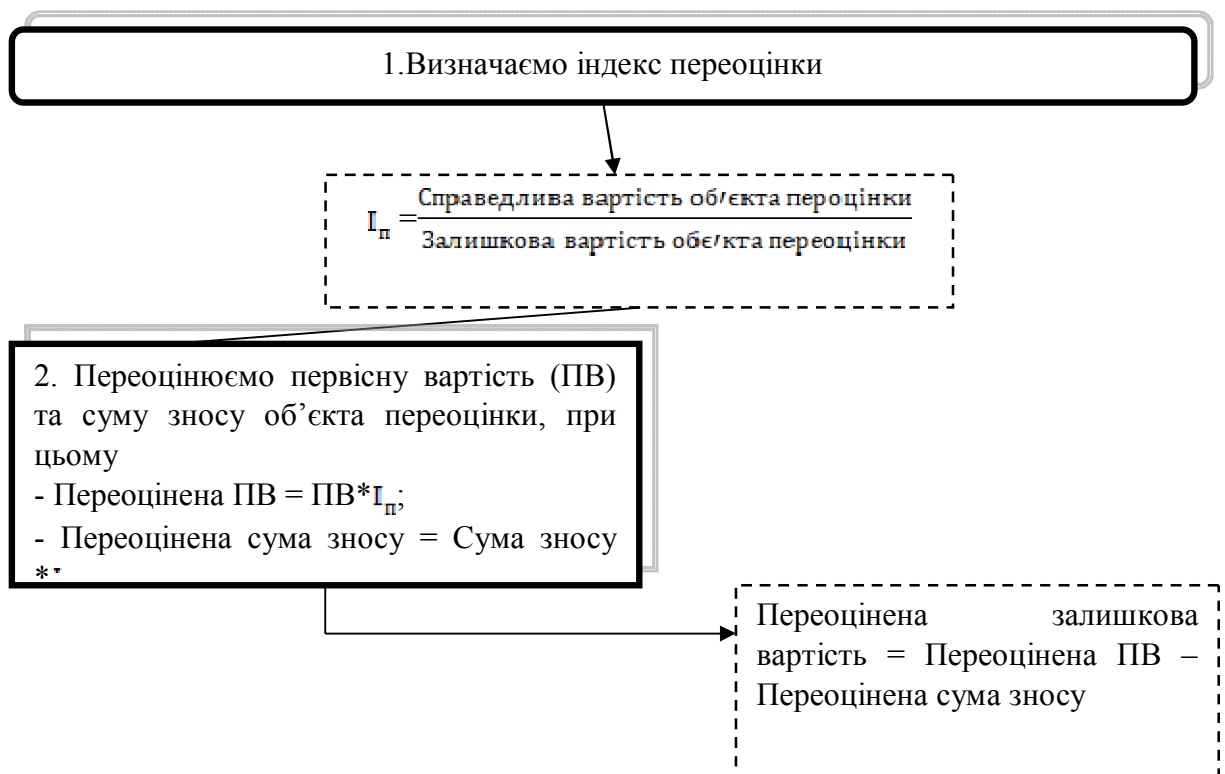 1.Визначаємо індекс переоцінки
Iп = Справедлива вартість об'єкта пероцінки
Залишкова вартість обє'кта переоцінки
2. Переоцінюємо первісну вартість (ПВ)
та суму зносу об’єкта переоцінки, при
цьому
- Переоцінена ПВ = ПВ*Iп;
- Переоцінена сума зносу = Сума зносу
*
Переоцінена залишкова
вартість = Переоцінена ПВ –
Переоцінена сума зносу